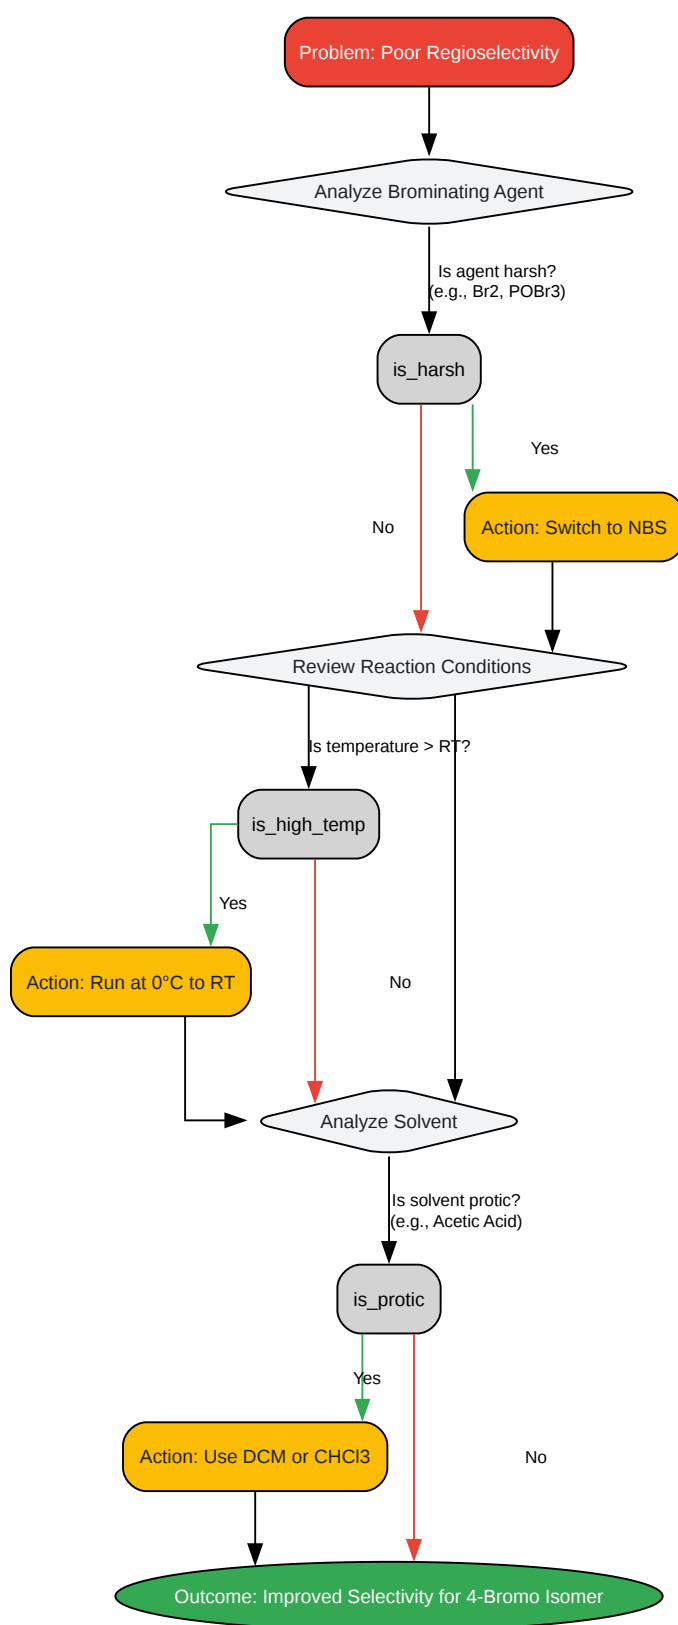 Problem: Poor Regioselectivity
Analyze Brominating Agent
Is agent harsh?
(e.g., Br2, POBr3)
is_harsh
Yes
No
Action: Switch to NBS
Review Reaction Conditions
Is temperature > RT?
is_high_temp
Yes
No
Action: Run at 0°C to RT
Analyze Solvent
Is solvent protic?
(e.g., Acetic Acid)
is_protic
Yes
No
Action: Use DCM or CHCl3
Outcome: Improved Selectivity for 4-Bromo Isomer